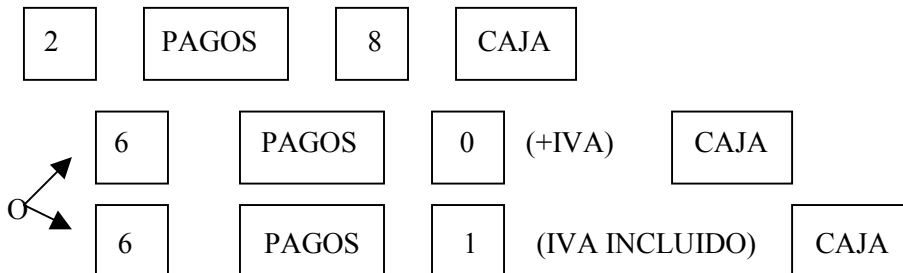 2 PAGOS 8 CAJA
6 PAGOS 0 (+IVA) CAJA
O
6 PAGOS 1 (IVA INCLUIDO) CAJA